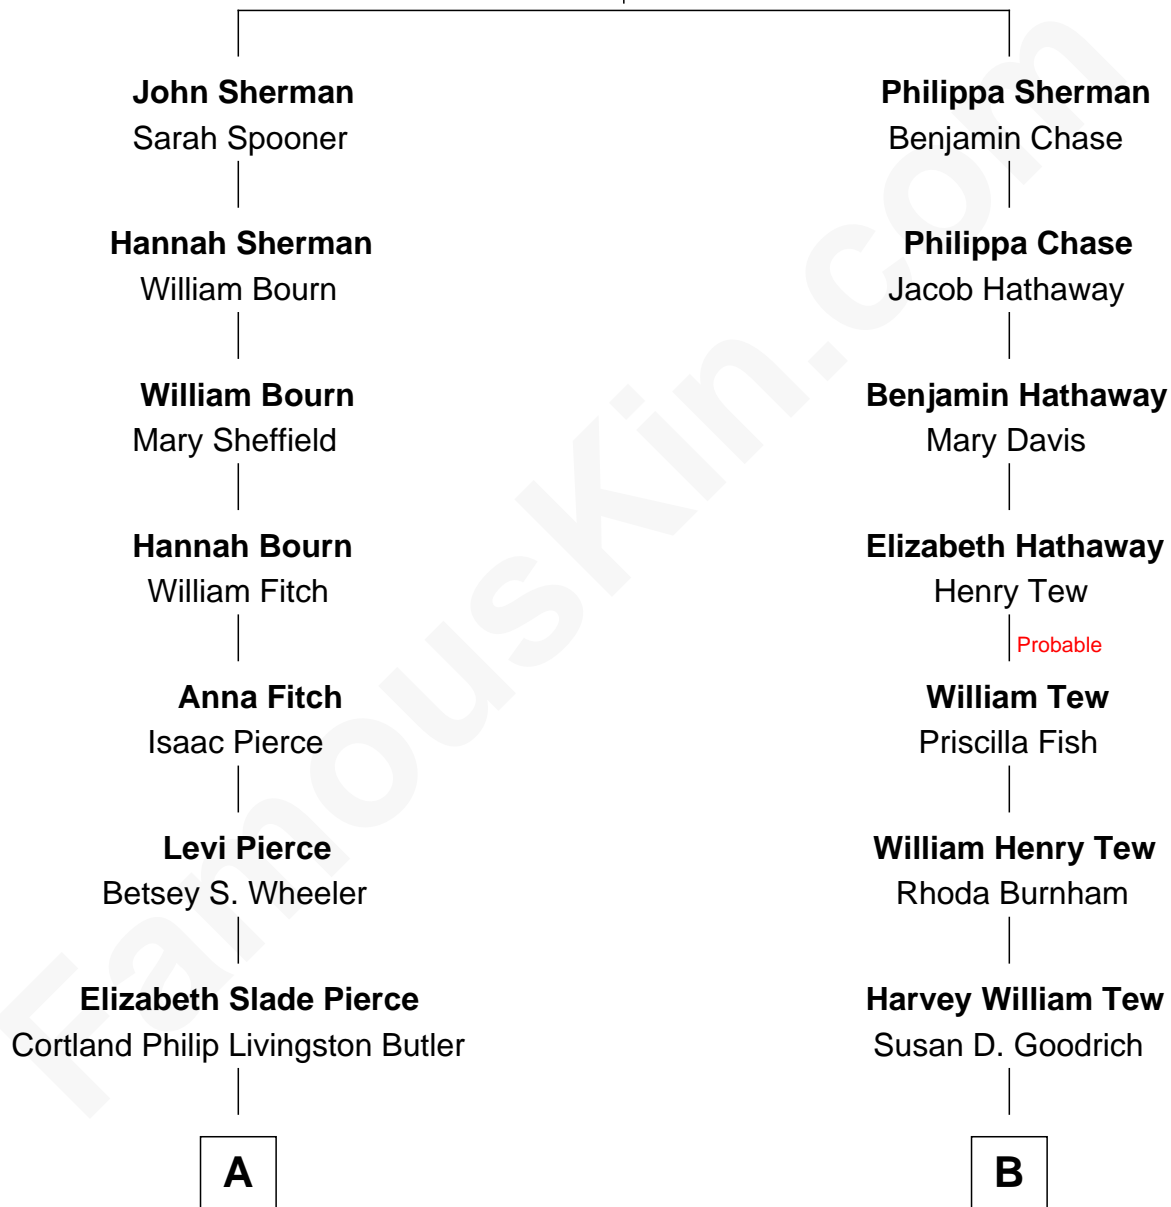 John Sherman
Sarah Spooner
Hannah Sherman
William Bourn
William Bourn
Mary Sheffield
Hannah Bourn
William Fitch
Anna Fitch
Isaac Pierce
Levi Pierce
Betsey S. Wheeler
Elizabeth Slade Pierce
Cortland Philip Livingston Butler
A
Philippa Sherman
Benjamin Chase
Philippa Chase
Jacob Hathaway
Benjamin Hathaway
Mary Davis
Elizabeth Hathaway
Henry Tew
Probable
William Tew
Priscilla Fish
William Henry Tew
Rhoda Burnham
Harvey William Tew
Susan D. Goodrich
B
FamousKin.com